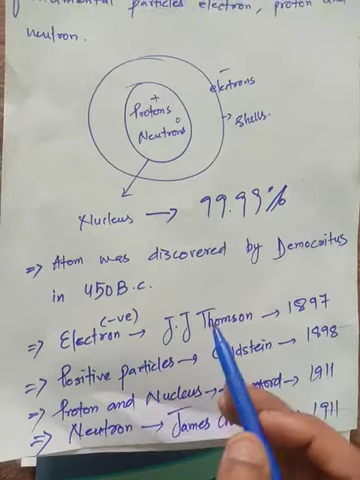 particles electron, proton and
neutron.
electrons
shells.
+
Protons
Neutrons
Nucleus → 99.99%
⇒ Atom was discovered by Democritus
in 450 B.C.
(-ve)
⇒ Electron → J.J Thomson → 1897
⇒ Positive particles → → 1898
⇒ Proton and Nucleus → → 1911
⇒ Neutron → James → 1911